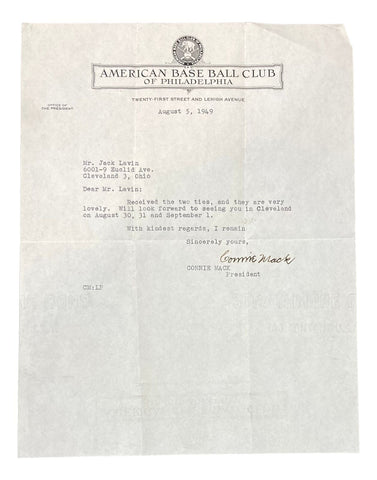 AMERICAN BASE BALL CLUB
OF PHILADELPHIA
TWENTY-FIRST STREET AND LEHIGH AVENUE
OFFICE OF
THE PRESIDENT
August 5, 1949
Mr. Jack Lavin
6001-9 Euclid Ave.
Cleveland 3, Ohio
Dear Mr. Lavin:
Received the two ties, and they are very
lovely. Will look forward to seeing you in Cleveland
on August 30, 31 and September 1.
With kindest regards, I remain
Sincerely yours,
Connie Mack
CONNIE MACK
President
CM:LP